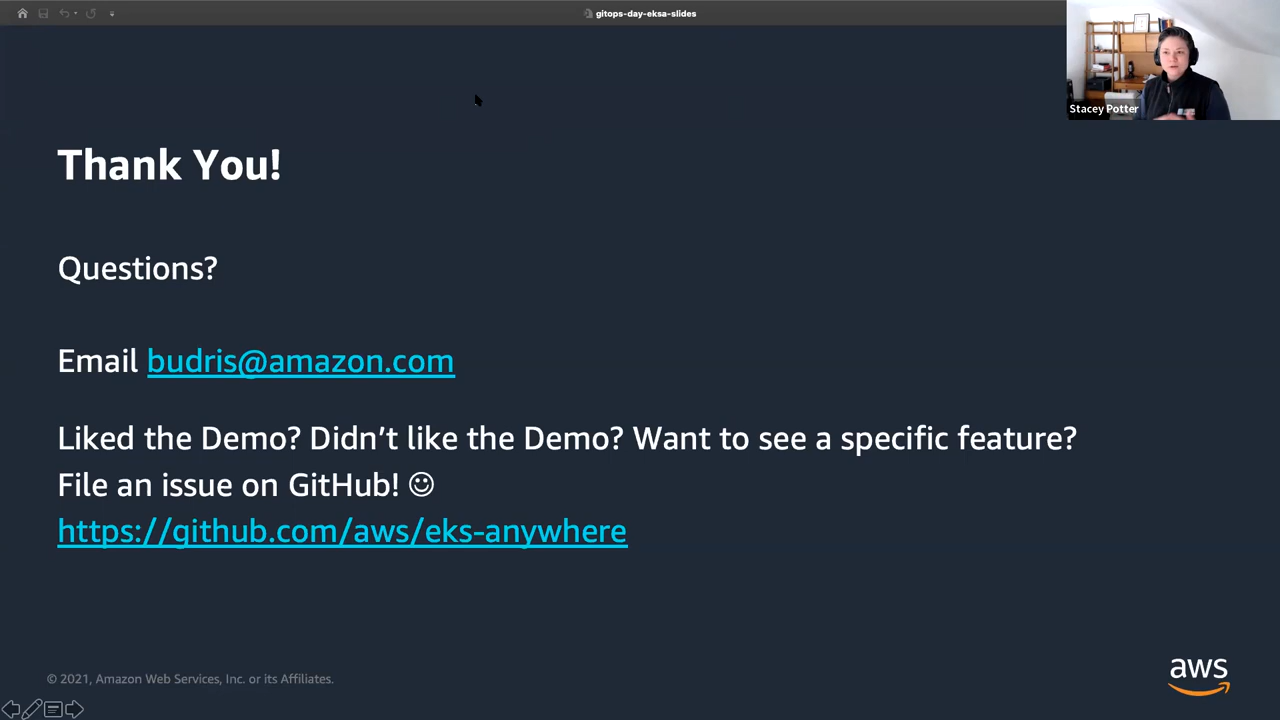 gitops-day-eksa-slides
Stacey Potter
Thank You!
Questions?
Email budris@amazon.com
Liked the Demo? Didn’t like the Demo? Want to see a specific feature?
File an issue on GitHub! ☺
https://github.com/aws/eks-anywhere
© 2021, Amazon Web Services, Inc. or its Affiliates.
aws